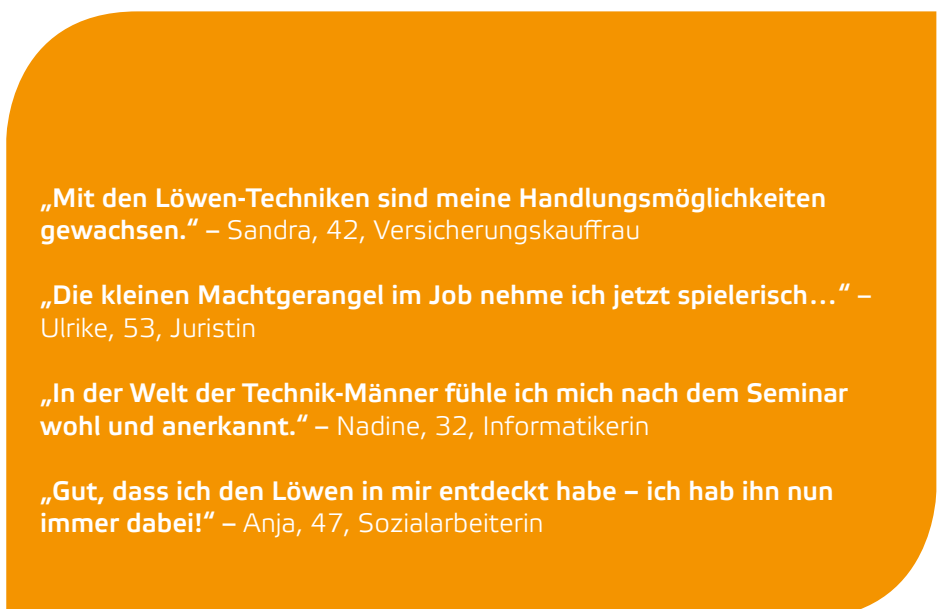 „Mit den Löwen-Techniken sind meine Handlungsmöglichkeiten
gewachsen.“ – Sandra, 42, Versicherungskauffrau
„Die kleinen Machtgerangel im Job nehme ich jetzt spielerisch…“ –
Ulrike, 53, Juristin
„In der Welt der Technik-Männer fühle ich mich nach dem Seminar
wohl und anerkannt.“ – Nadine, 32, Informatikerin
„Gut, dass ich den Löwen in mir entdeckt habe – ich hab ihn nun
immer dabei!“ – Anja, 47, Sozialarbeiterin